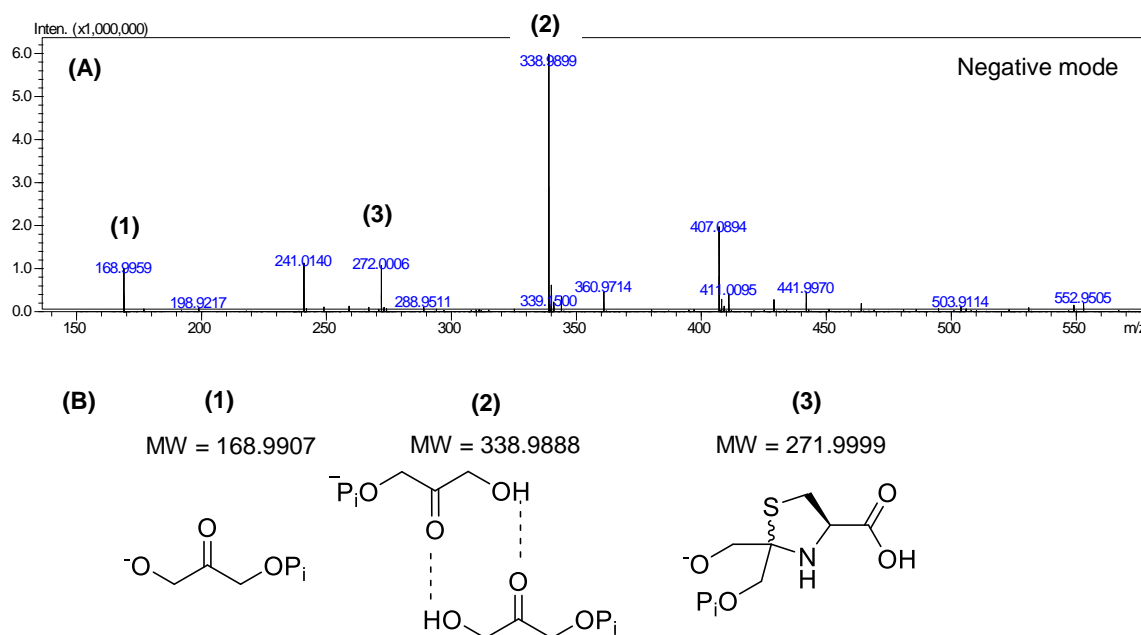 (2)
Inten. (x1,000,000)
(A)
Negative mode
6.0
5.0
4.0
3.0
2.0
1.0
0.0
338.9899
(1)
(3)
168.9959
198.9217
241.0140
272.0006
288.9511
339.1500
360.9714
407.0894
411.0095
441.9970
503.9114
552.9505
150
200
250
300
350
400
450
500
550
m/z
(B)
(1)
(2)
(3)
MW = 168.9907
MW = 338.9888
MW = 271.9999
-O
O
OPi
-PiO
O
OH
HO
O
OPi
S
O
OH
N
H
-O
PiO